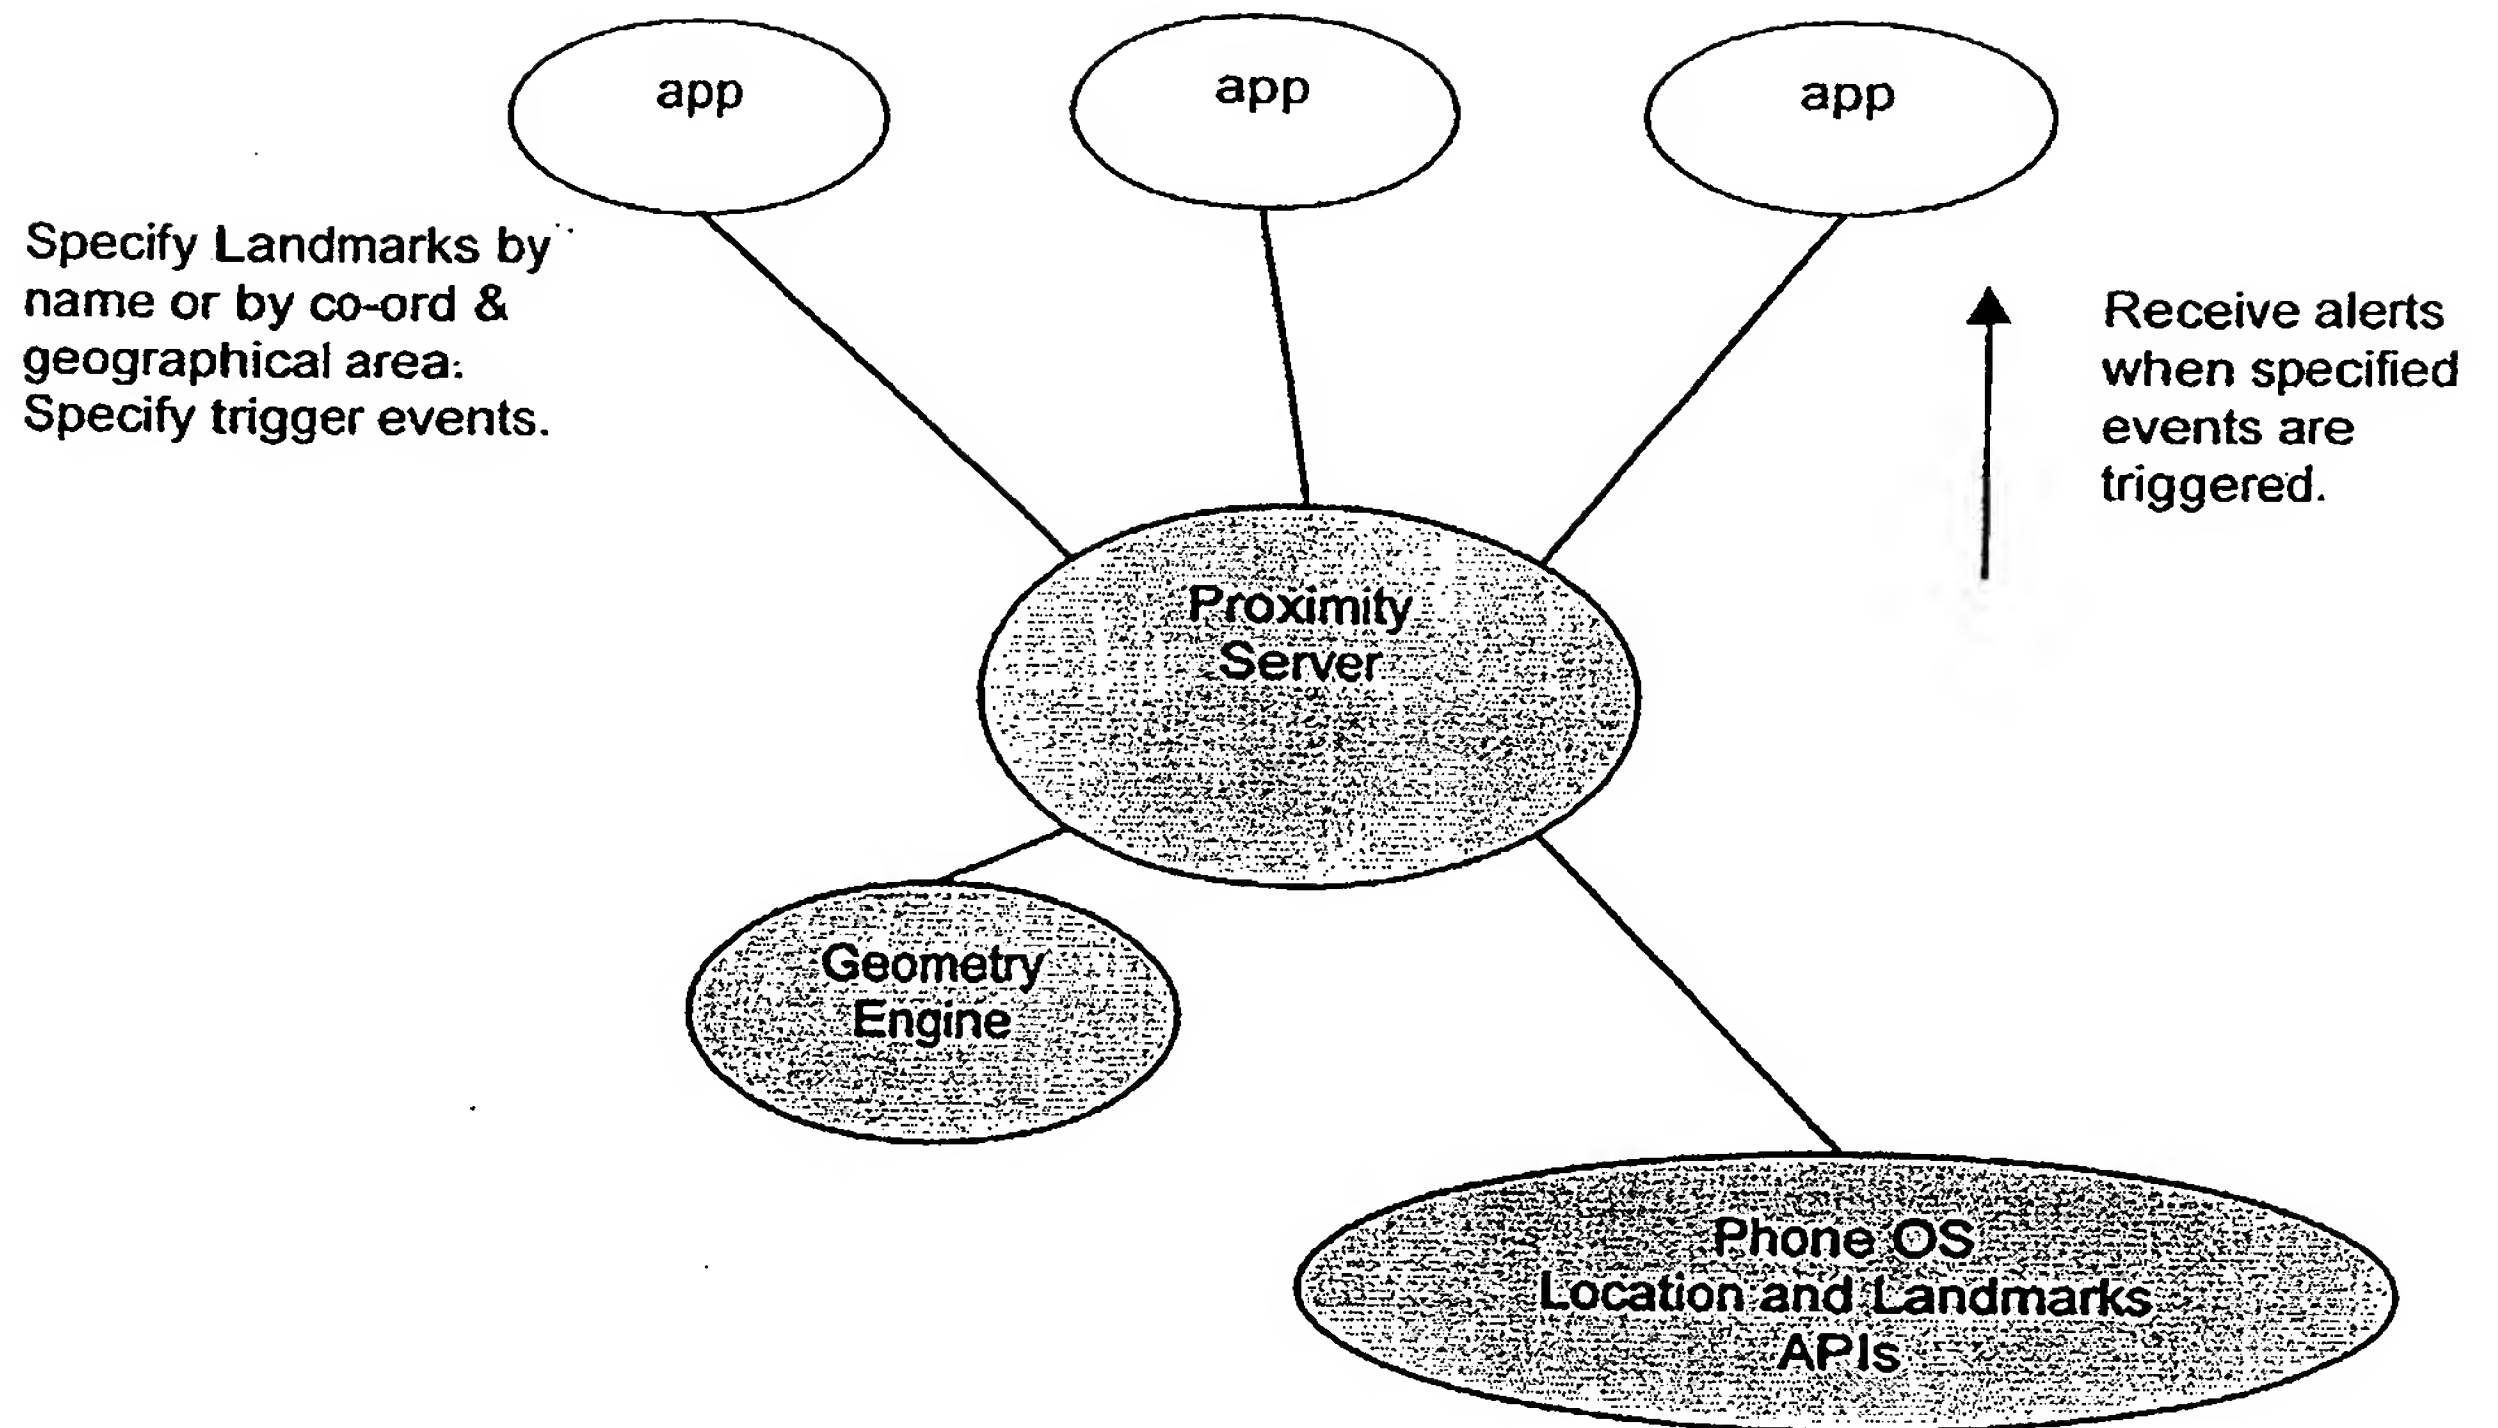 app
app
app
Specify Landmarks by
name or by co-ord &
geographical area.
Specify trigger events.
Receive alerts
when specified
events are
triggered.
Proximity
Server
Geometry
Engine
Phone OS
Location and Landmarks
APIs